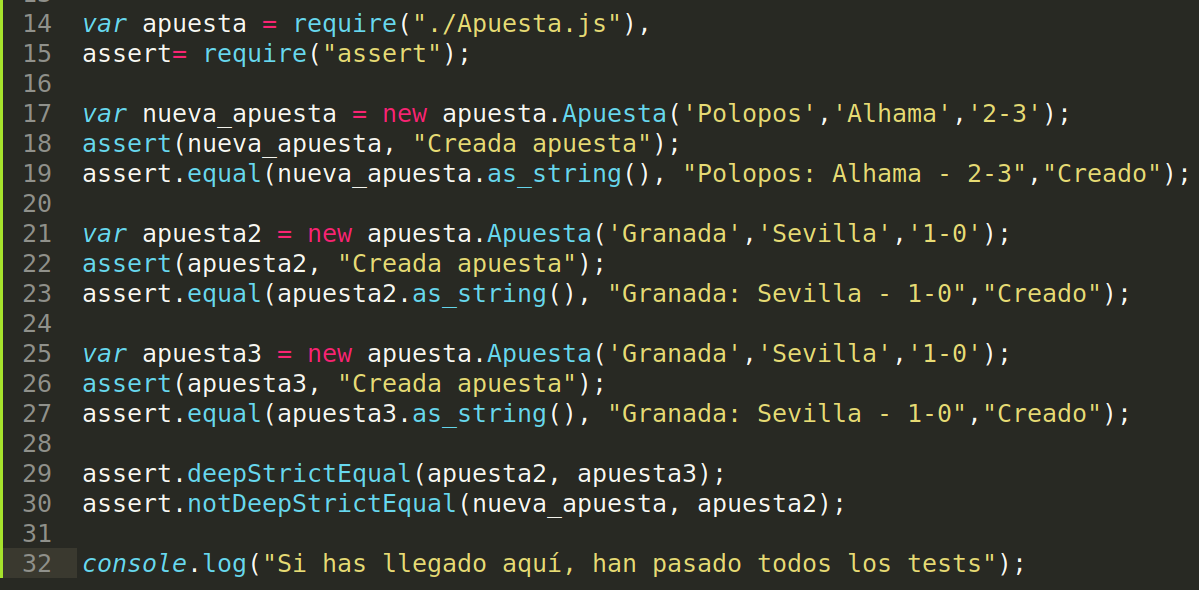 14 var apuesta = require("./Apuesta.js"),
15 assert= require("assert");
16
17 var nueva_apuesta = new apuesta.Apuesta('Polopos','Alhama','2-3');
18 assert(nueva_apuesta, "Creada apuesta");
19 assert.equal(nueva_apuesta.as_string(), "Polopos: Alhama - 2-3","Creado");
20
21 var apuesta2 = new apuesta.Apuesta('Granada','Sevilla','1-0');
22 assert(apuesta2, "Creada apuesta");
23 assert.equal(apuesta2.as_string(), "Granada: Sevilla - 1-0","Creado");
24
25 var apuesta3 = new apuesta.Apuesta('Granada','Sevilla','1-0');
26 assert(apuesta3, "Creada apuesta");
27 assert.equal(apuesta3.as_string(), "Granada: Sevilla - 1-0","Creado");
28
29 assert.deepStrictEqual(apuesta2, apuesta3);
30 assert.notDeepStrictEqual(nueva_apuesta, apuesta2);
31
32 console.log("Si has llegado aquí, han pasado todos los tests");